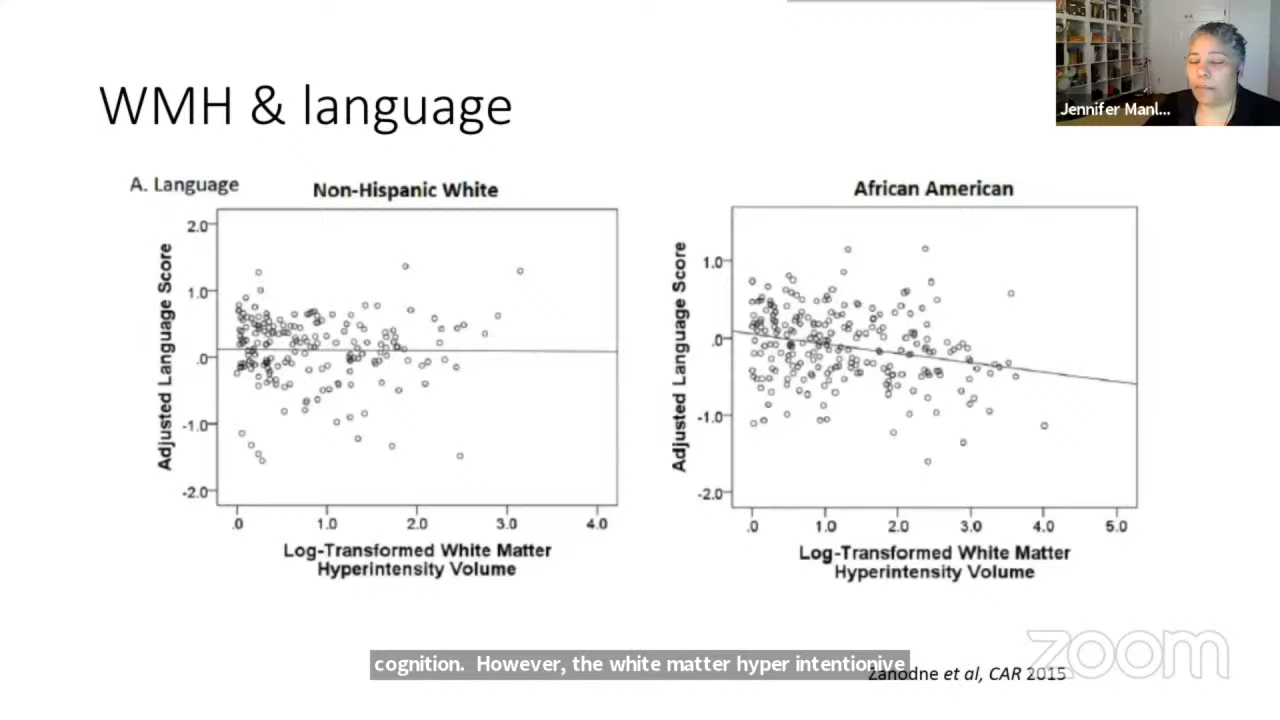 Jennifer Manl...
WMH & language
A. Language
Non-Hispanic White
African American
Adjusted Language Score
2.0
1.0
.0
-1.0
-2.0
.0 1.0 2.0 3.0 4.0
Log-Transformed White Matter
Hyperintensity Volume
Adjusted Language Score
1.0
.0
-1.0
-2.0
.0 1.0 2.0 3.0 4.0 5.0
Log-Transformed White Matter
Hyperintensity Volume
zoom
cognition. However, the white matter hyper intentionive
Zanodne et al, CAR 2015